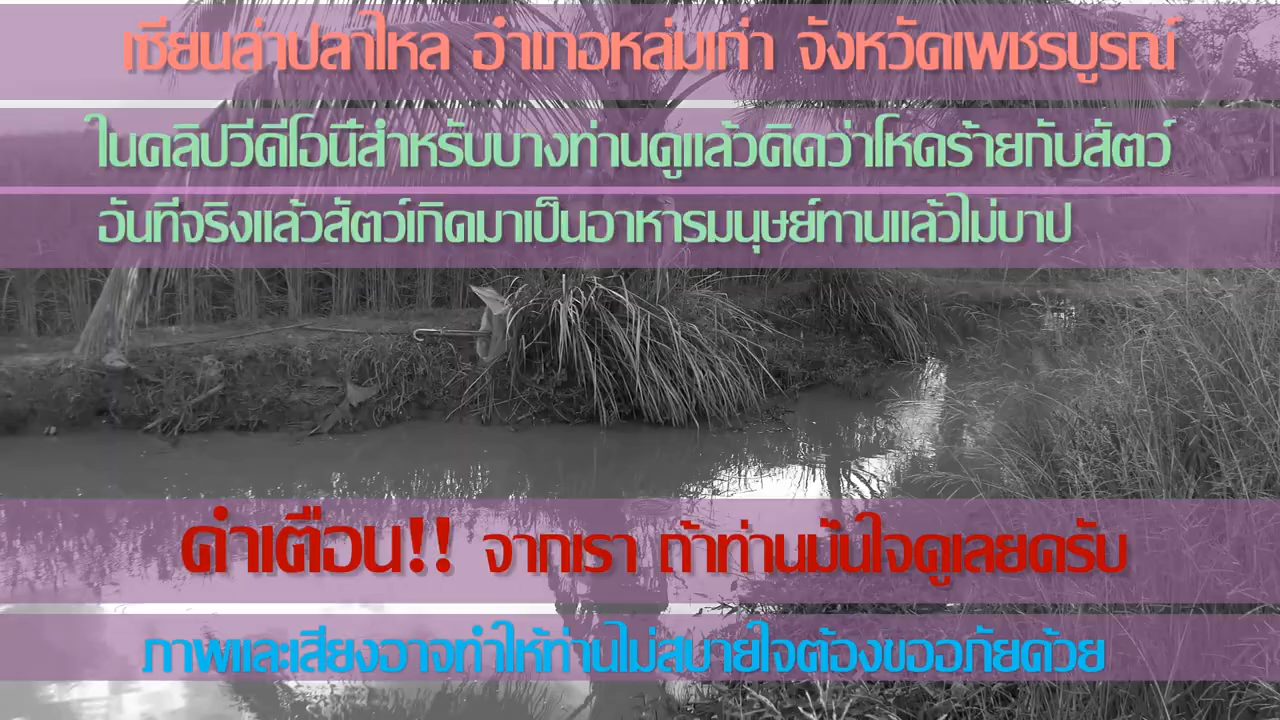 เซียนล่าปลาไหล อำเภอหล่มเก่า จังหวัดเพชรบูรณ์
ในคลิปวีดีโอนี้สำหรับบางท่านดูแล้วคิดว่าโหดร้ายกับสัตว์
อันที่จริงแล้วสัตว์เกิดมาเป็นอาหารมนุษย์ทานแล้วไม่บาป
คำเตือน!! จากเรา ถ้าท่านมั้นใจดูเลยครับ
ภาพและเสียงอาจทำให้ท่านไม่สบายใจต้องขออภัยด้วย